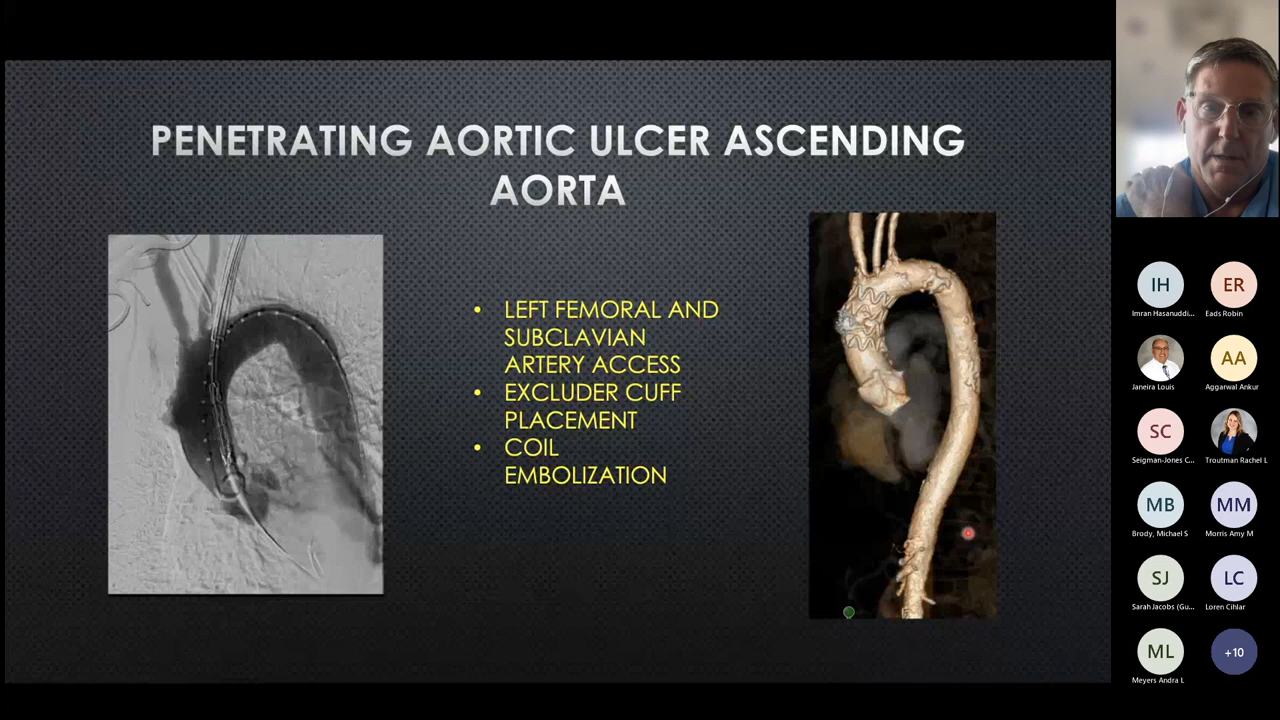 PENETRATING AORTIC ULCER ASCENDING
AORTA
• LEFT FEMORAL AND
SUBCLAVIAN
ARTERY ACCESS
• EXCLUDER CUFF
PLACEMENT
• COIL
EMBOLIZATION
IH
Imran Hasanuddi...
ER
Eads Robin
Janeira Louis
AA
Aggarwal Ankur
SC
Seigman-Jones C...
Troutman Rachel L
MB
Brody, Michael S
MM
Morris Amy M
SJ
Sarah Jacobs (Gu...
LC
Loren Cihlar
ML
Meyers Andra L
+10